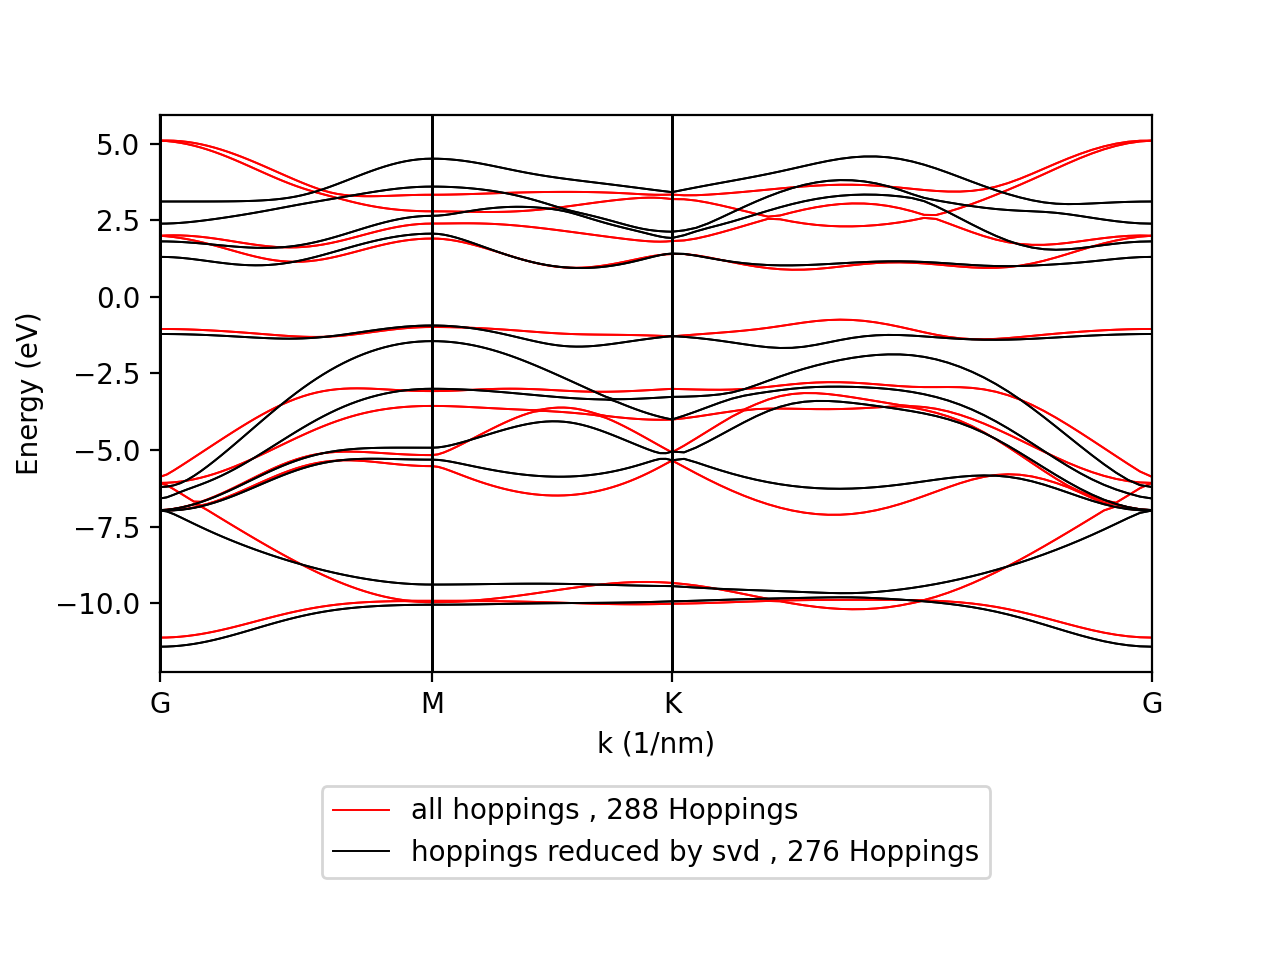 5.0
2.5
0.0
−2.5
−5.0
−7.5
−10.0
Energy (eV)
G M K G
k (1/nm)
all hoppings , 288 Hoppings
hoppings reduced by svd , 276 Hoppings